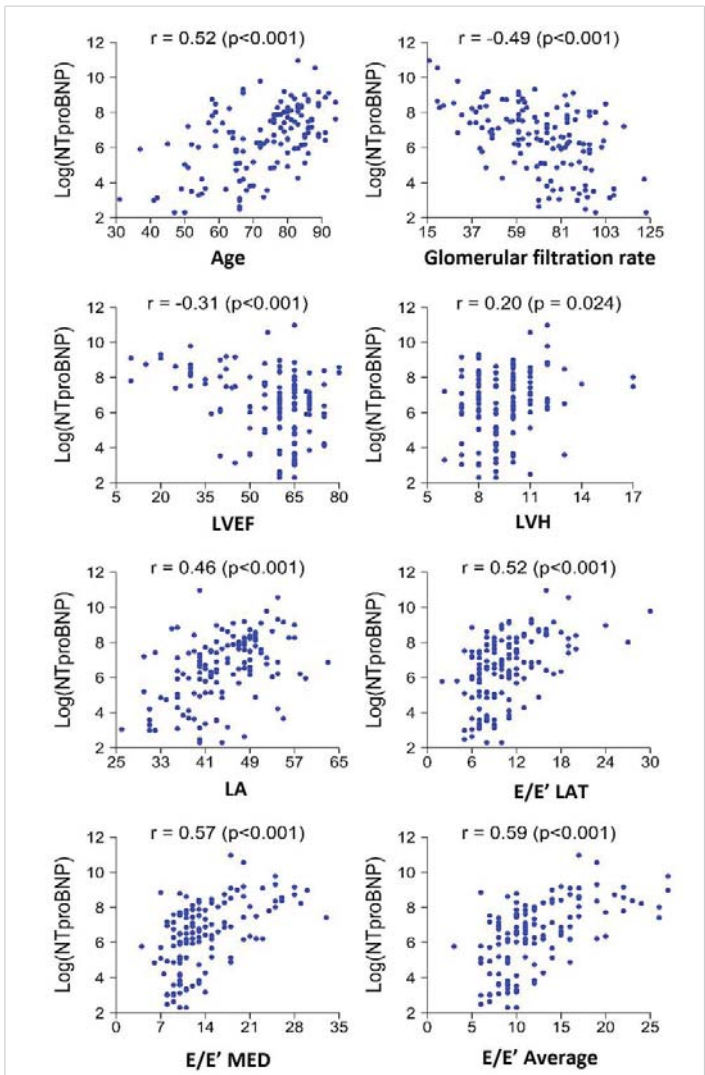 r = 0.52 (p<0.001)
Log(NTproBNP)
12
10
8
6
4
2
30 40 50 60 70 80 90
Age
r = -0.49 (p<0.001)
Log(NTproBNP)
12
10
8
6
4
2
15 37 59 81 103 125
Glomerular filtration rate
r = -0.31 (p<0.001)
Log(NTproBNP)
12
10
8
6
4
2
5 20 35 50 65 80
LVEF
r = 0.20 (p = 0.024)
Log(NTproBNP)
12
10
8
6
4
2
5 8 11 14 17
LVH
r = 0.46 (p<0.001)
Log(NTproBNP)
12
10
8
6
4
2
25 33 41 49 57 65
LA
r = 0.52 (p<0.001)
Log(NTproBNP)
12
10
8
6
4
2
0 6 12 18 24 30
E/E' LAT
r = 0.57 (p<0.001)
Log(NTproBNP)
12
10
8
6
4
2
0 7 14 21 28 35
E/E' MED
r = 0.59 (p<0.001)
Log(NTproBNP)
12
10
8
6
4
2
0 5 10 15 20 25
E/E' Average